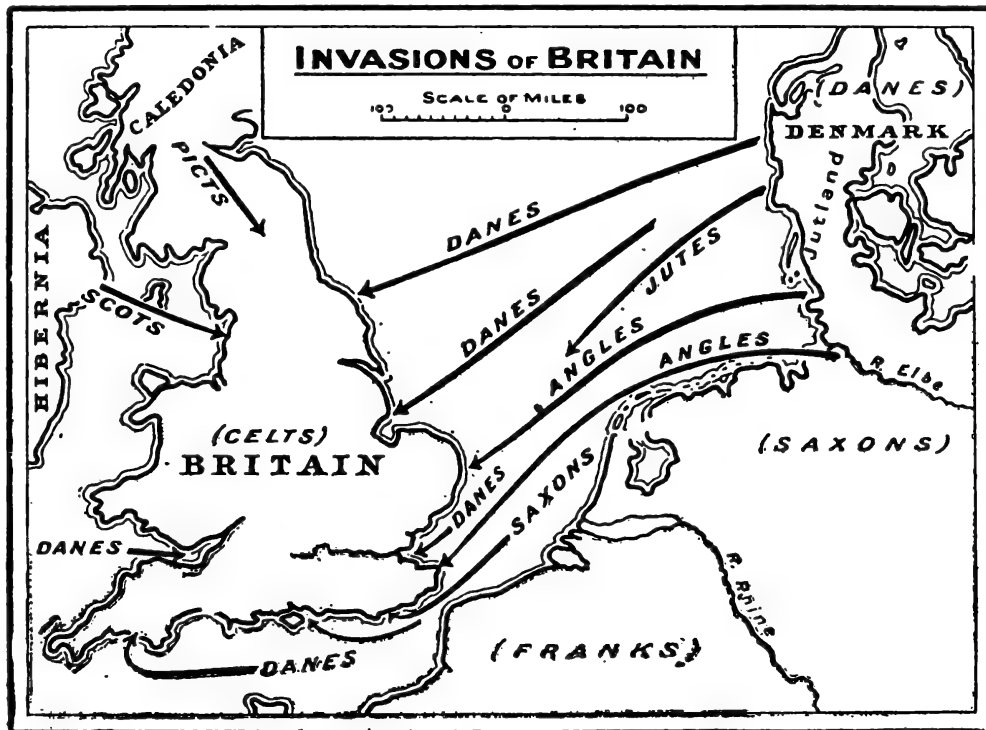 INVASIONS OF BRITAIN
SCALE OF MILES
100 0 100
CALEDONIA
PICTS
HIBERNIA
SCOTS
(DANES)
DENMARK
Jutland
DANES
JUTES
DANES
ANGLES
ANGLES
R. Elbe
(CELTS)
BRITAIN
(SAXONS)
DANES
SAXONS
DANES
R. Rhine
(FRANKS)
DANES